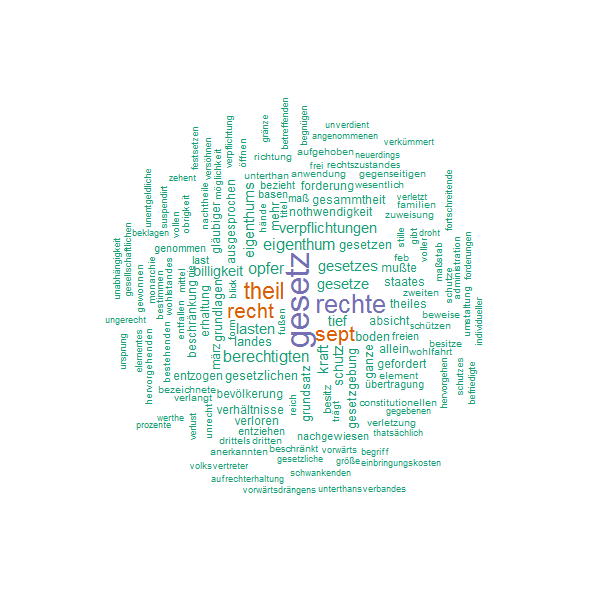 gesetz
rechte
recht
theil
sept
eigenthum
verpflichtungen
eigenthums
berechtigten
opfer
lasten
billigkeit
gesetzes
gesetze
tief
kraft
schutz
gesetzgebung
ganze
grundsatz
besitz
boden
absicht
allein
staates
theiles
mußte
gesetzen
gesammtheit
nothwendigkeit
forderung
mehr
ausgesprochen
gläubiger
grundlagen
erhaltung
beschränkung
märz
landes
entzogen
gesetzlichen
bevölkerung
verhältnisse
verloren
entziehen
unverdient
angenommenen
verkümmert
aufgehoben
neuerdings
richtung
frei
rechtszustandes
unterthan
anwendung
gegenseitigen
bezieht
wesentlich
basen
maß
verletzt
familien
titel
zuweisung
hände
stille
gibt
droht
voller
feb
zweiten
maßstab
fortschreitende
forderungen
administration
schutze
umstaltung
individueller
beweise
schützen
freien
besitze
wohlfahrt
gefordert
element
übertragung
hervorgehen
schutzes
befriedigte
constitutionellen
gegebenen
verletzung
thatsächlich
trägt
reich
nachgewiesen
beschränkt
vorwärts
begriff
gesetzliche
größe
einbringungskosten
schwankenden
unterthansverbandes
vorwärtsdrängens
aufrechterhaltung
volksvertreter
anerkannten
drittels
dritten
unrecht
verlust
werthe
prozente
verlangt
bezeichnete
bestehenden
hervorgehenden
elementes
ursprung
ungerecht
entfallen
wohlstandes
mittel
bestimmen
monarchie
gewonnen
gesellschaftlichen
unabhängigkeit
genommen
last
blick
form
fußen
beklagen
vollen
obrigkeit
suspendirt
unentgeldliche
nachtheile
möglichkeit
zehent
festsetzen
versöhnen
verpflichtung
öffnen
gränze
betreffenden
begnügen